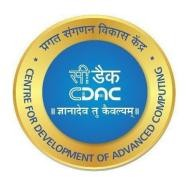 प्रगत संगणन विकास केंद्र
सी डैक
CDAC
॥ ज्ञानादेव तु कैवल्यम् ॥
CENTRE FOR DEVELOPMENT OF ADVANCED COMPUTING